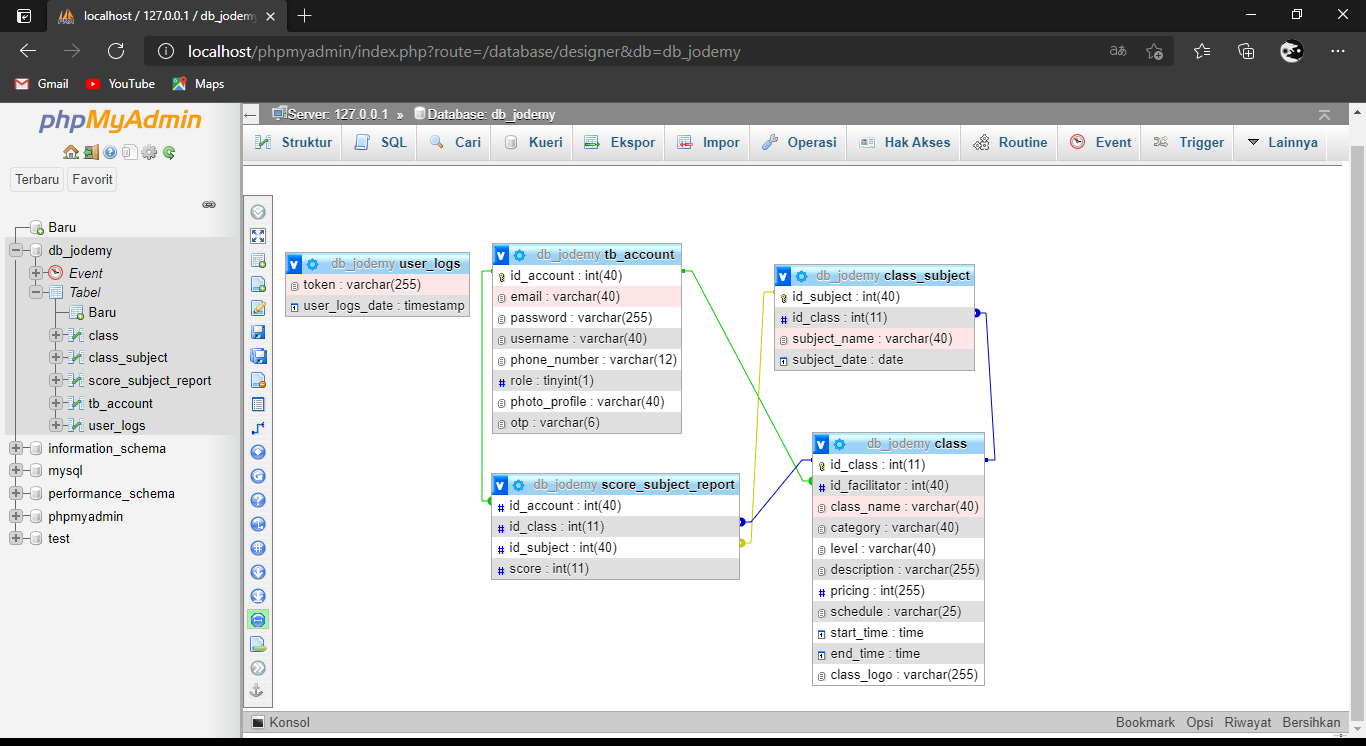 localhost / 127.0.0.1 / db_jodemy
localhost/phpmyadmin/index.php?route=/database/designer&db=db_jodemy
Gmail YouTube Maps
phpMyAdmin
Terbaru Favorit
Baru
db_jodemy
Event
Tabel
Baru
class
class_subject
score_subject_report
tb_account
user_logs
information_schema
mysql
performance_schema
phpmyadmin
test
Server: 127.0.0.1 » Database: db_jodemy
Struktur SQL Cari Kueri Ekspor Impor Operasi Hak Akses Routine Event Trigger Lainnya
v db_jodemy user_logs
token : varchar(255)
user_logs_date : timestamp
v db_jodemy tb_account
id_account : int(40)
email : varchar(40)
password : varchar(255)
username : varchar(40)
phone_number : varchar(12)
# role : tinyint(1)
photo_profile : varchar(40)
otp : varchar(6)
v db_jodemy class_subject
id_subject : int(40)
# id_class : int(11)
subject_name : varchar(40)
subject_date : date
v db_jodemy score_subject_report
# id_account : int(40)
# id_class : int(11)
# id_subject : int(40)
# score : int(11)
v db_jodemy class
id_class : int(11)
# id_facilitator : int(40)
class_name : varchar(40)
category : varchar(40)
level : varchar(40)
description : varchar(255)
# pricing : int(255)
schedule : varchar(25)
start_time : time
end_time : time
class_logo : varchar(255)
Konsol Bookmark Opsi Riwayat Bersihkan